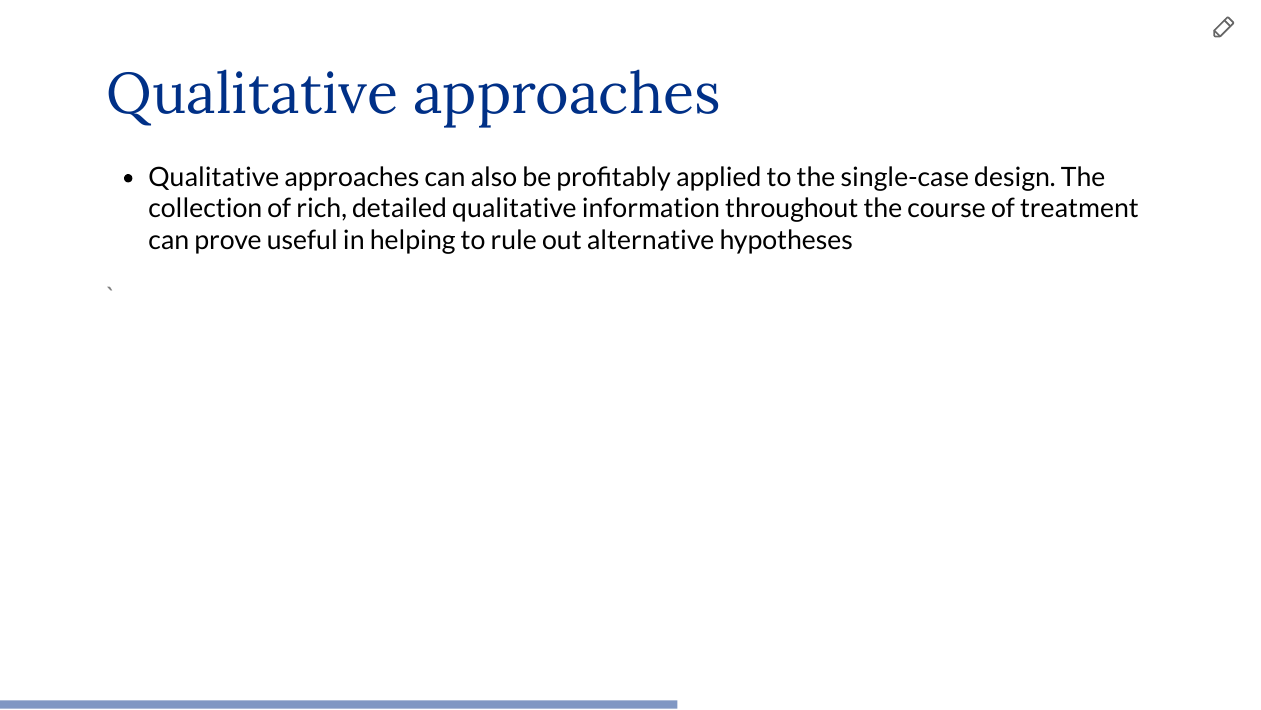 Qualitative approaches
• Qualitative approaches can also be profitably applied to the single-case design. The
collection of rich, detailed qualitative information throughout the course of treatment
can prove useful in helping to rule out alternative hypotheses
`